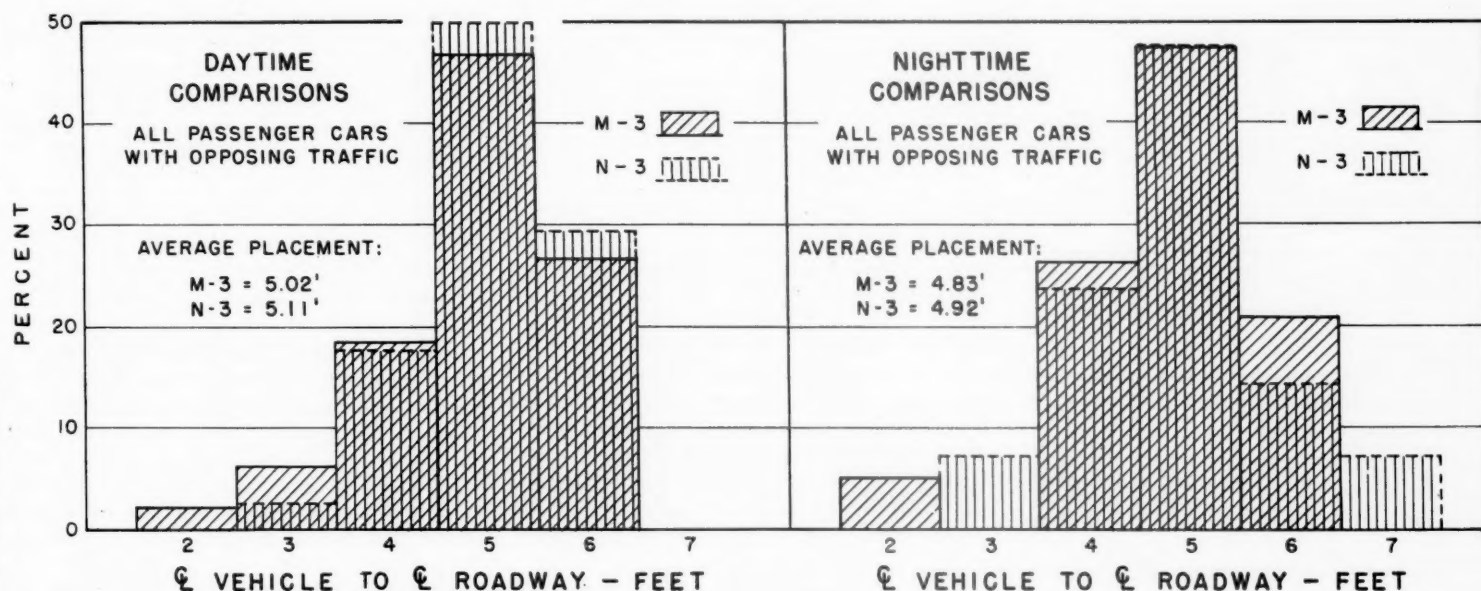 50
40
30
20
10
0
PERCENT
DAYTIME
COMPARISONS
ALL PASSENGER CARS
WITH OPPOSING TRAFFIC
M-3
N-3
AVERAGE PLACEMENT:
M-3 = 5.02'
N-3 = 5.11'
2 3 4 5 6 7
℄ VEHICLE TO ℄ ROADWAY - FEET
NIGHTTIME
COMPARISONS
ALL PASSENGER CARS
WITH OPPOSING TRAFFIC
M-3
N-3
AVERAGE PLACEMENT:
M-3 = 4.83'
N-3 = 4.92'
2 3 4 5 6 7
℄ VEHICLE TO ℄ ROADWAY - FEET